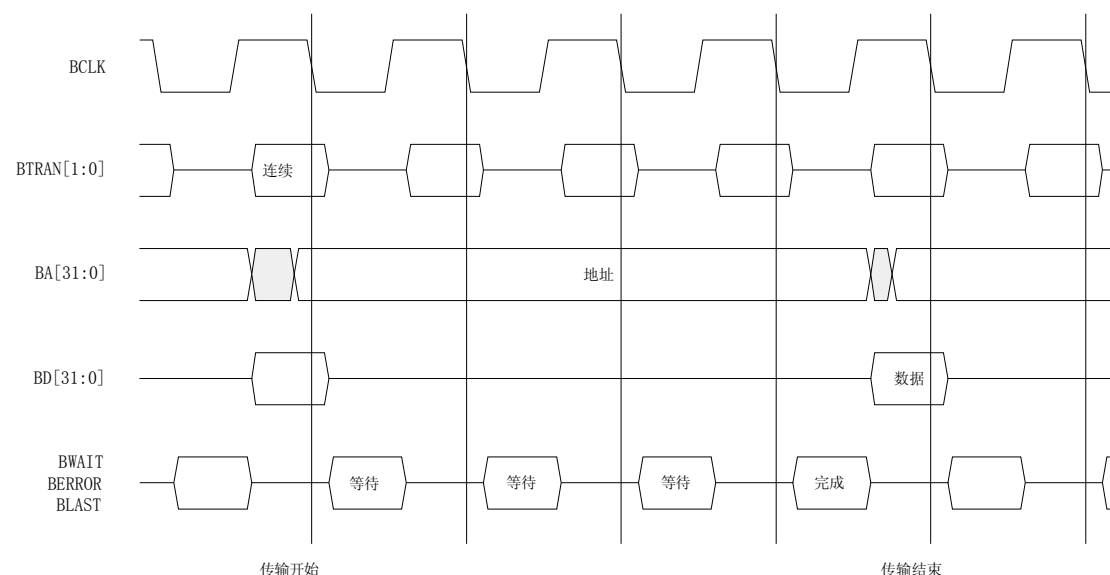 BCLK
BTRAN[1:0]
连续
BA[31:0]
地址
BD[31:0]
数据
BWAIT
BERROR
BLAST
等待
等待
等待
完成
传输开始
传输结束